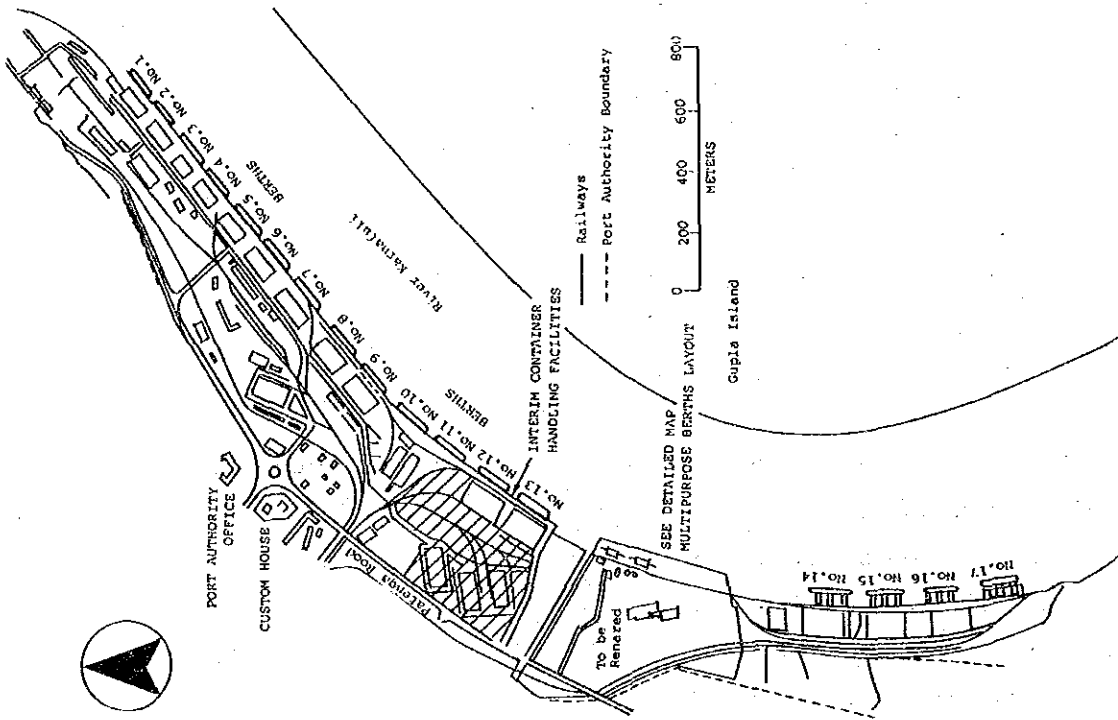 No.1
No.2
No.3
No.4
No.5
No.6
No.7
BERTHS
No.8
No.9
No.10
No.11
No.12
No.13
BERTHS
River Karnafuli
INTERIM CONTAINER
HANDLING FACILITIES
PORT AUTHORITY
OFFICE
CUSTOM HOUSE
Patenga Road
To be
Renared
SEE DETAILED MAP
MULTIPURPOSE BERTHS LAYOUT
Gupla Island
Railways
Port Authority Boundary
0 200 400 600 800
METERS
No.14
No.15
No.16
No.17